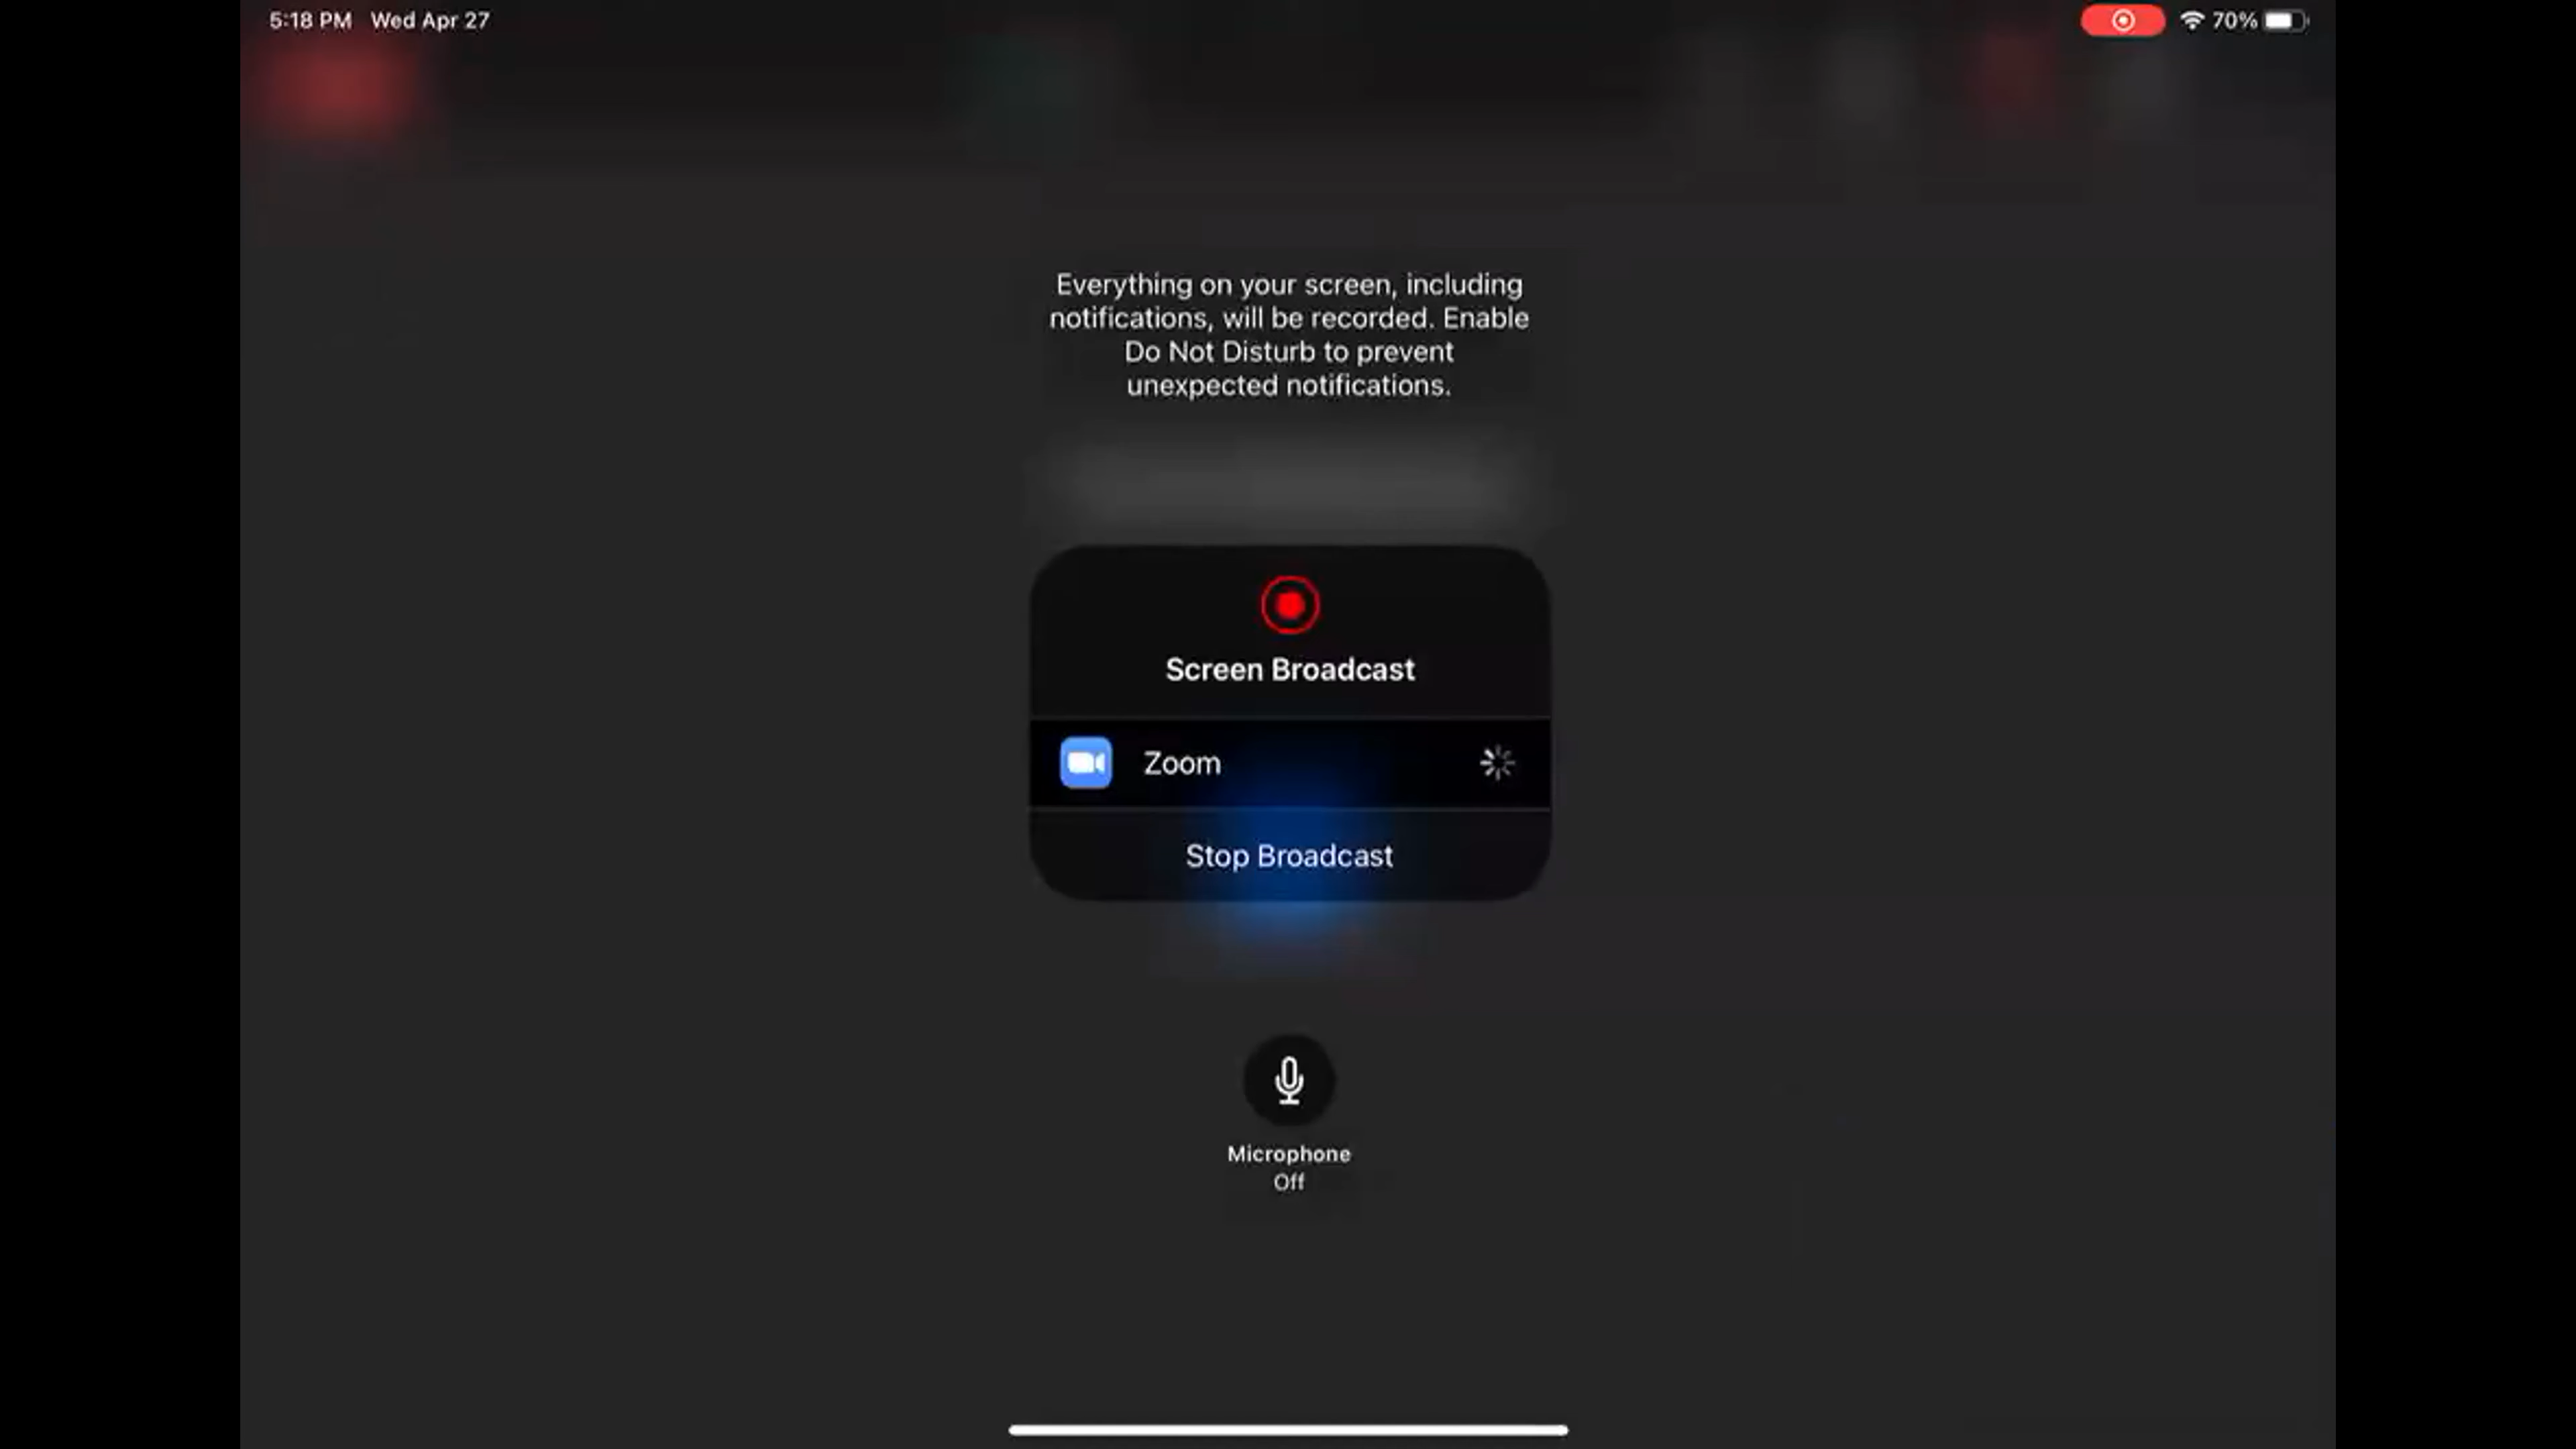 5:18 PM Wed Apr 27
70%
Everything on your screen, including
notifications, will be recorded. Enable
Do Not Disturb to prevent
unexpected notifications.
Screen Broadcast
Zoom
Stop Broadcast
Microphone
Off